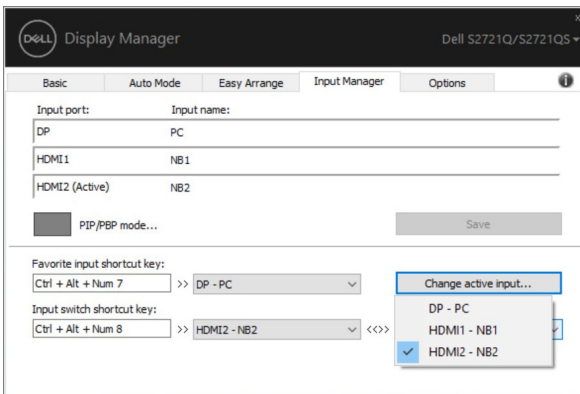 DELL Display Manager
Dell S2721Q/S2721QS
Basic Auto Mode Easy Arrange Input Manager Options
Input port: Input name:
DP PC
HDMI1 NB1
HDMI2 (Active) NB2
PIP/PBP mode... Save
Favorite input shortcut key:
Ctrl + Alt + Num 7 >> DP - PC Change active input...
Input switch shortcut key:
Ctrl + Alt + Num 8 >> HDMI2 - NB2 <<>>
DP - PC
HDMI1 - NB1
HDMI2 - NB2